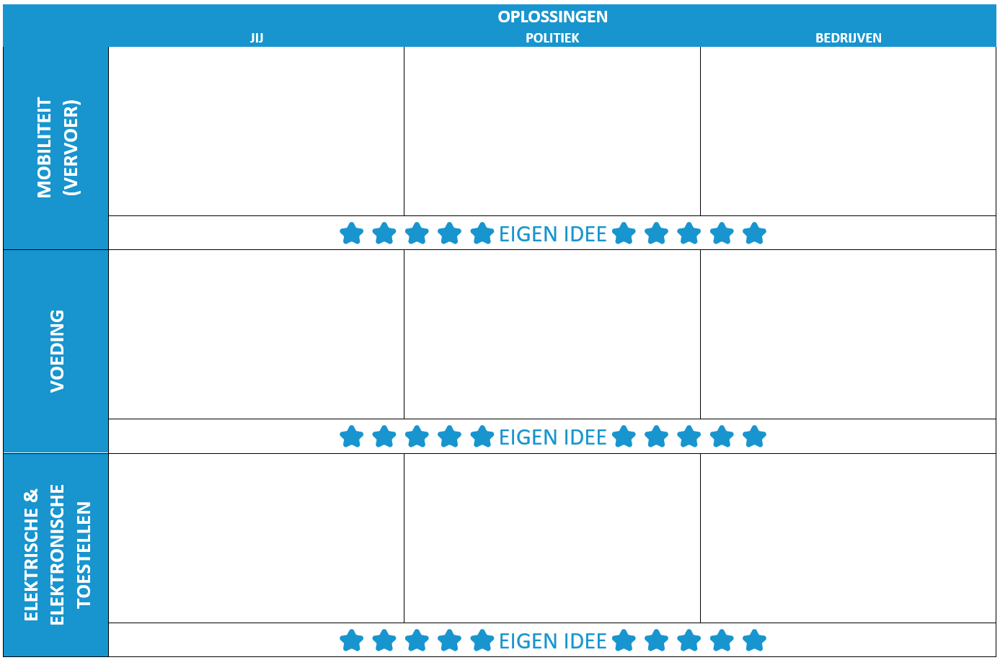 OPLOSSINGEN
JIJ POLITIEK BEDRIJVEN
MOBILITEIT
(VERVOER)
EIGEN IDEE
VOEDING
EIGEN IDEE
ELEKTRISCHE &
ELEKTRONISCHE
TOESTELLEN
EIGEN IDEE